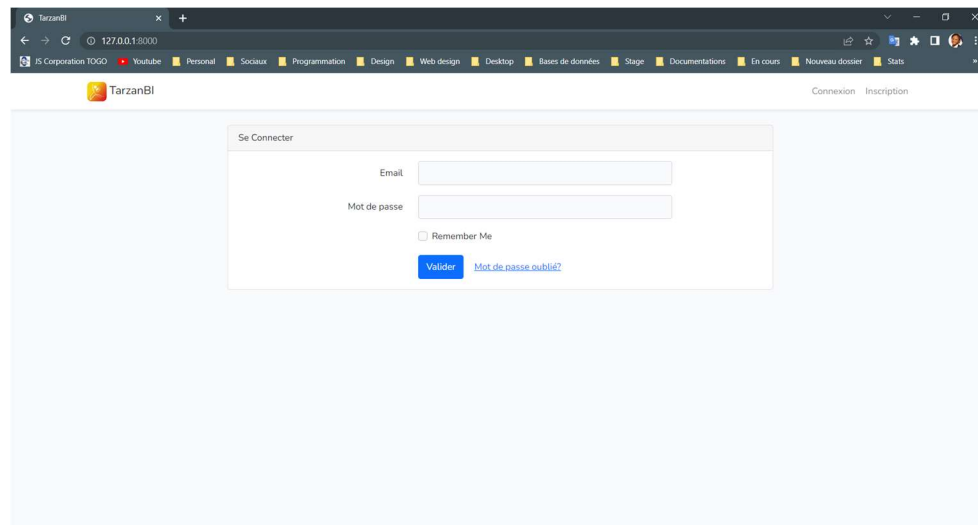 TarzanBI
127.0.0.1:8000
JS Corporation TOGO Youtube Personal Sociaux Programmation Design Web design Desktop Bases de données Stage Documentations En cours Nouveau dossier Stats »
TarzanBI Connexion Inscription
Se Connecter
Email
Mot de passe
Remember Me
Valider Mot de passe oublié?